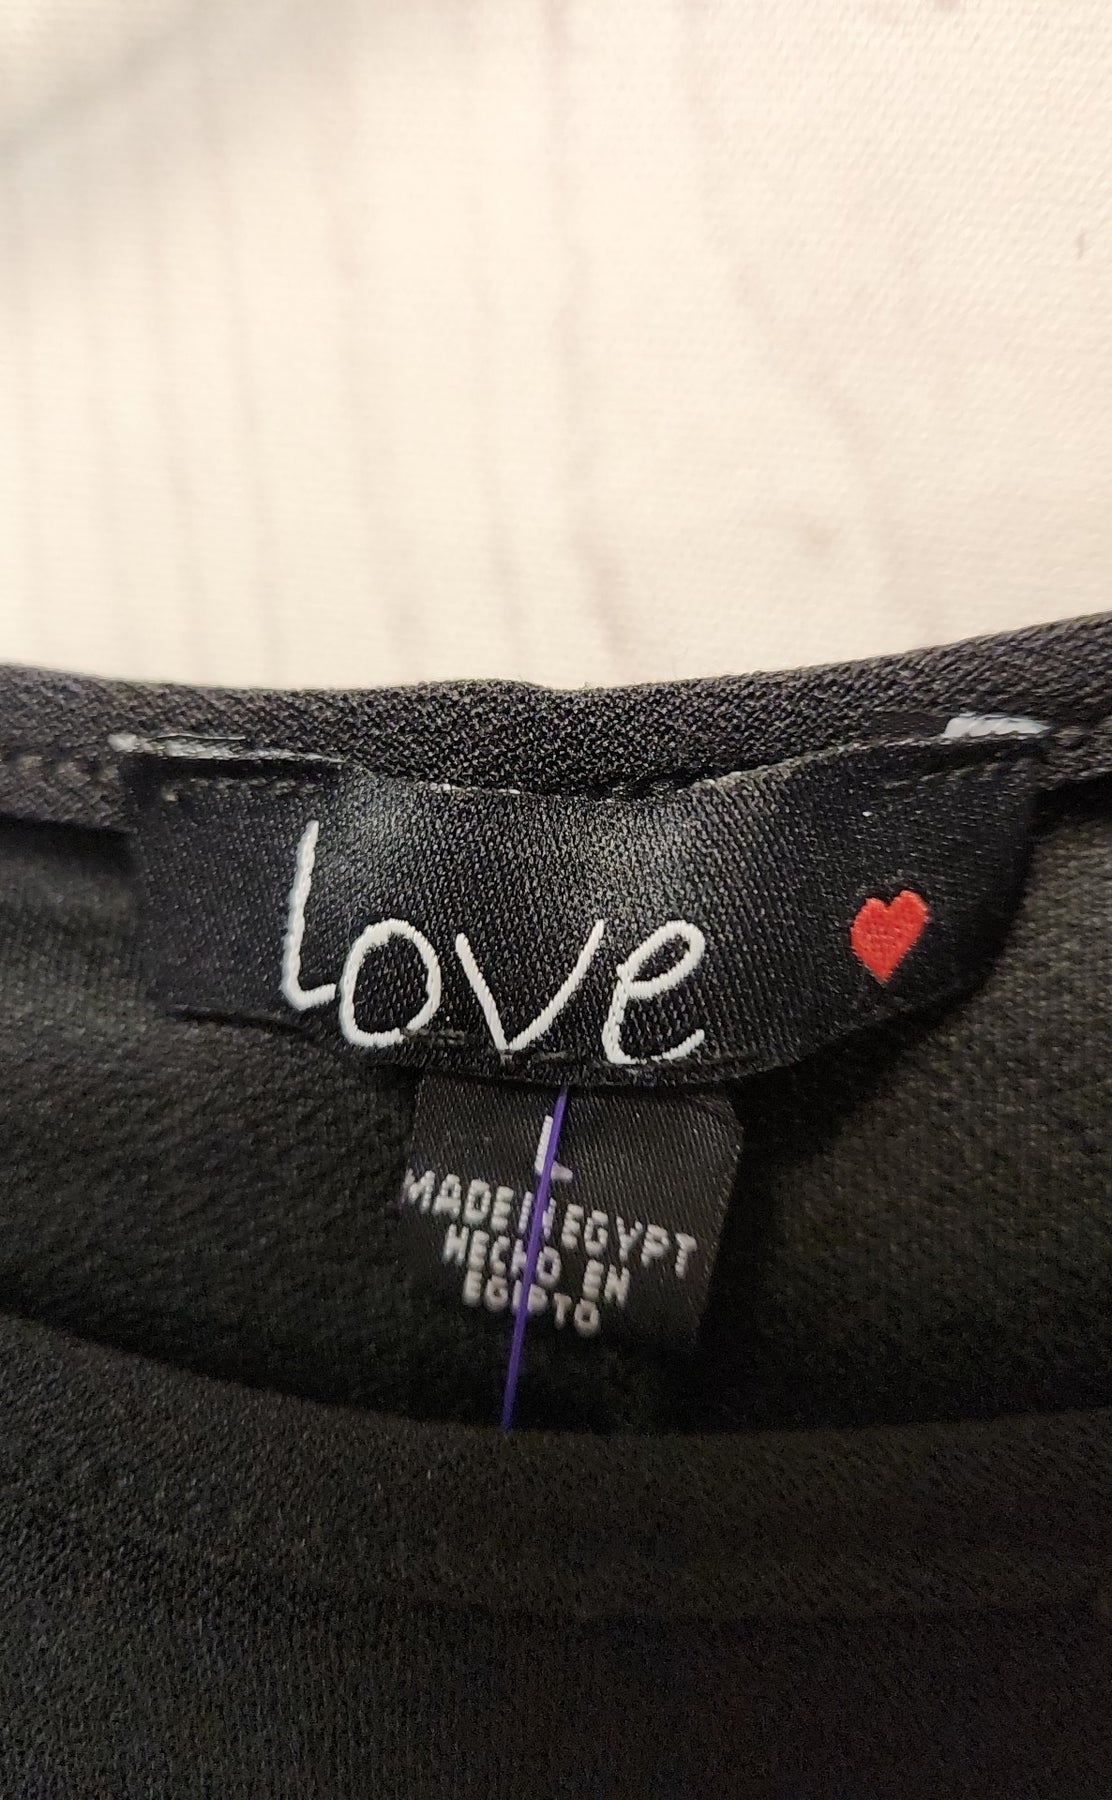 Love
L
MADE IN EGYPT
HECHO EN
EGIPTO